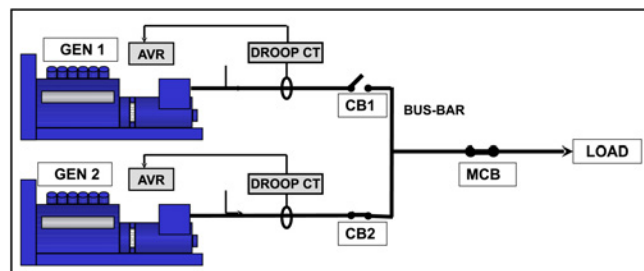 GEN 1
AVR
DROOP CT
CB1
BUS-BAR
GEN 2
AVR
DROOP CT
CB2
MCB
LOAD